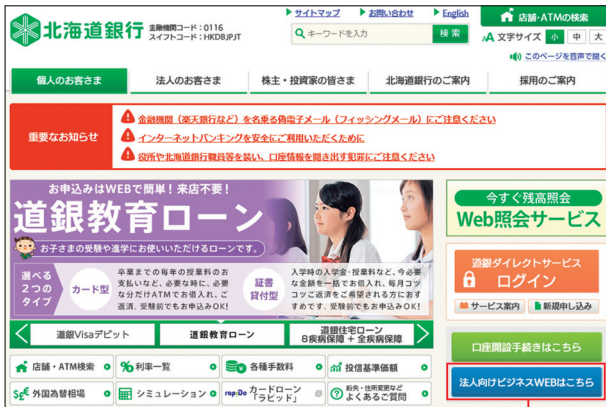 サイトマップ お問い合わせ English
店舗・ATMの検索
北海道銀行
金融機関コード:0116
スイフトコード:HKDBJPJT
キーワードを入力 検索
AA 文字サイズ 小 中 大
このページを音声で聞く
個人のお客さま 法人のお客さま 株主・投資家の皆さま 北海道銀行のご案内 採用のご案内
重要なお知らせ
金融機関(楽天銀行など)を名乗る偽電子メール(フィッシングメール)にご注意ください
インターネットバンキングを安全にご利用いただくために
役所や北海道銀行職員等を装い、口座情報を聞き出す犯罪にご注意ください
お申込みはWEBで簡単!来店不要!
道銀教育ローン
お子さまの受験や進学にお使いいただけるローンです。
選べる
2つの
タイプ
カード型
卒業までの毎年の授業料のお
支払いなど、必要な時に、必要
な分だけATMでお借入れ、ご
返済。受験前でもお申込みOK!
証書
貸付型
入学時の入学金・授業料など、今必要
な金額を一括でお借入れ、毎月コツ
コツご返済をご希望される方におす
すめです。受験前でもお申込みOK!
今すぐ残高照会
Web照会サービス
道銀ダイレクトサービス
ログイン
サービス案内 新規申し込み
道銀Visaデビット 道銀教育ローン 道銀住宅ローン
8疾病保障+全疾病保障
口座開設手続きはこちら
店舗・ATM検索 利率一覧 各種手数料 投信基準価額
法人向けビジネスWEBはこちら
外国為替相場 シミュレーション rapiDo カードローン
「ラピッド」 紛失・住所変更など
よくあるご質問